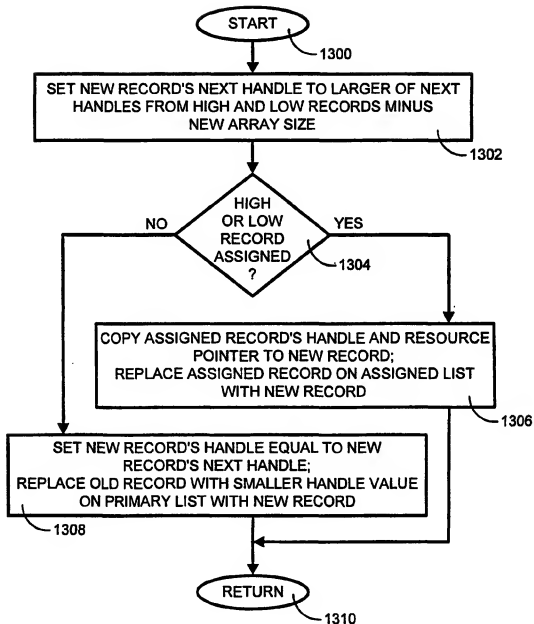 START
1300
SET NEW RECORD'S NEXT HANDLE TO LARGER OF NEXT
HANDLES FROM HIGH AND LOW RECORDS MINUS
NEW ARRAY SIZE
1302
HIGH
OR LOW
RECORD
ASSIGNED
?
NO
YES
1304
COPY ASSIGNED RECORD'S HANDLE AND RESOURCE
POINTER TO NEW RECORD;
REPLACE ASSIGNED RECORD ON ASSIGNED LIST
WITH NEW RECORD
1306
SET NEW RECORD'S HANDLE EQUAL TO NEW
RECORD'S NEXT HANDLE;
REPLACE OLD RECORD WITH SMALLER HANDLE VALUE
ON PRIMARY LIST WITH NEW RECORD
1308
RETURN
1310